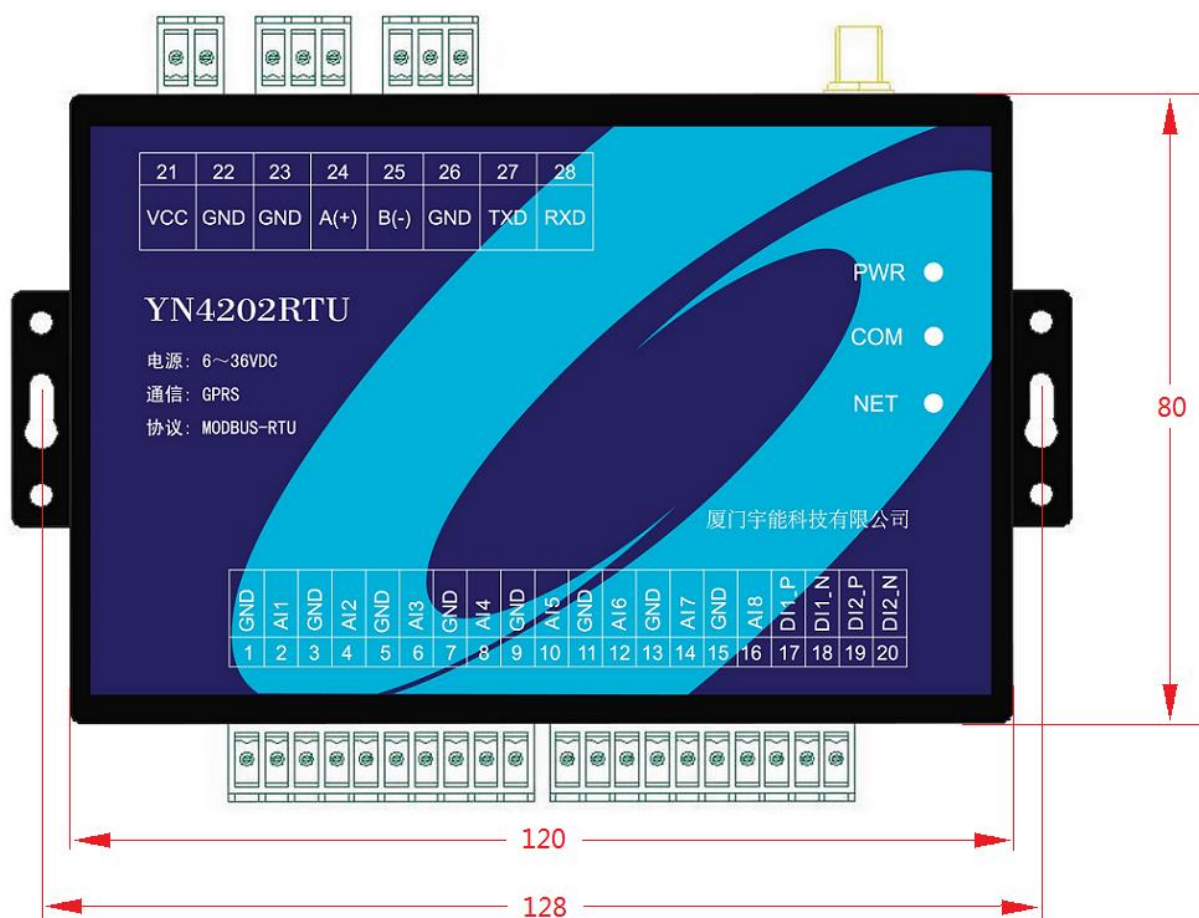 21 22 23 24 25 26 27 28
VCC GND GND A(+) B(-) GND TXD RXD
PWR
YN4202RTU
COM
电源: 6～36VDC
通信: GPRS
NET
80
协议: MODBUS-RTU
厦门宇能科技有限公司
GND AI1 GND AI2 GND AI3 GND AI4 GND AI5 GND AI6 GND AI7 GND AI8 DI1_P DI1_N DI2_P DI2_N
1 2 3 4 5 6 7 8 9 10 11 12 13 14 15 16 17 18 19 20
120
128